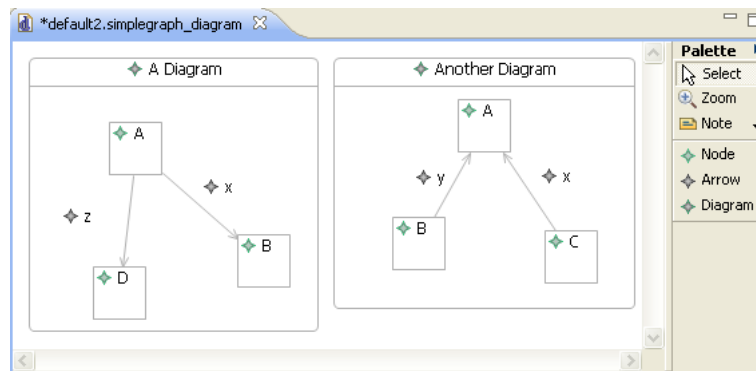 *default2.simplegraph_diagram
A Diagram
A
x
z
B
D
Another Diagram
A
y
x
B
C
Palette
Select
Zoom
Note
Node
Arrow
Diagram